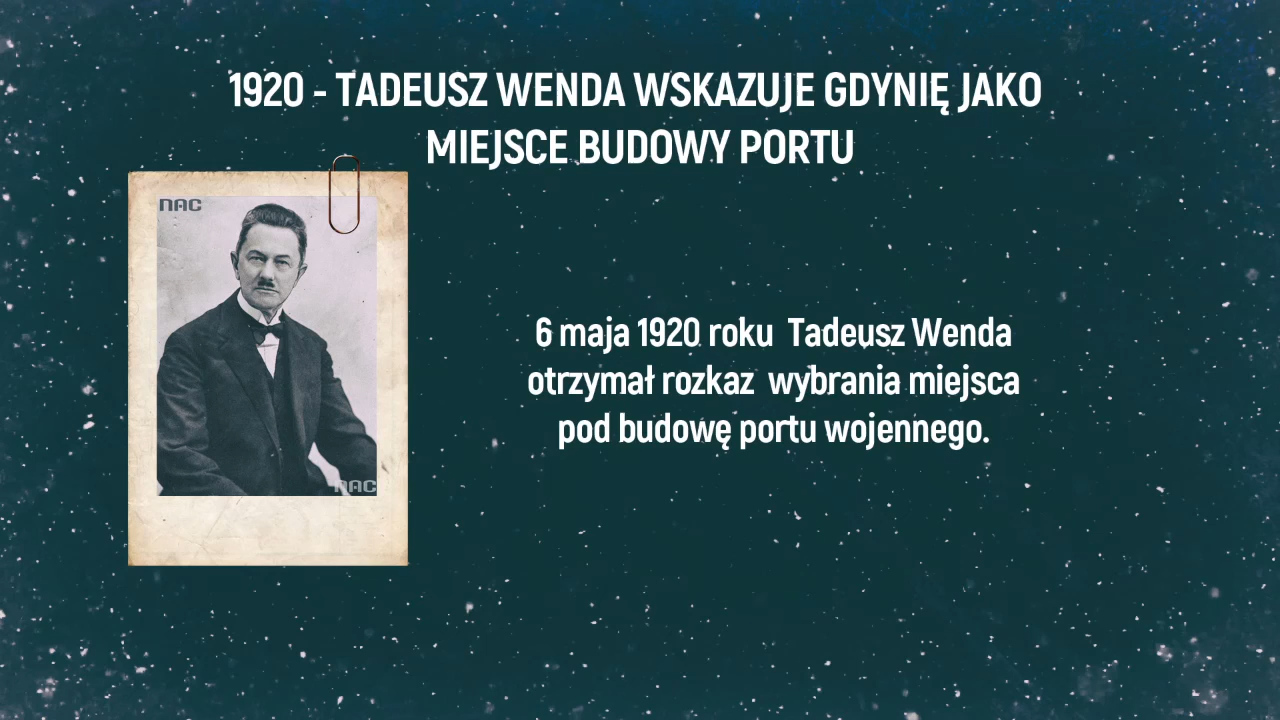 1920 - TADEUSZ WENDA WSKAZUJE GDYNIĘ JAKO
MIEJSCE BUDOWY PORTU
NAC
6 maja 1920 roku  Tadeusz Wenda
otrzymał rozkaz  wybrania miejsca
pod budowę portu wojennego.
NAC